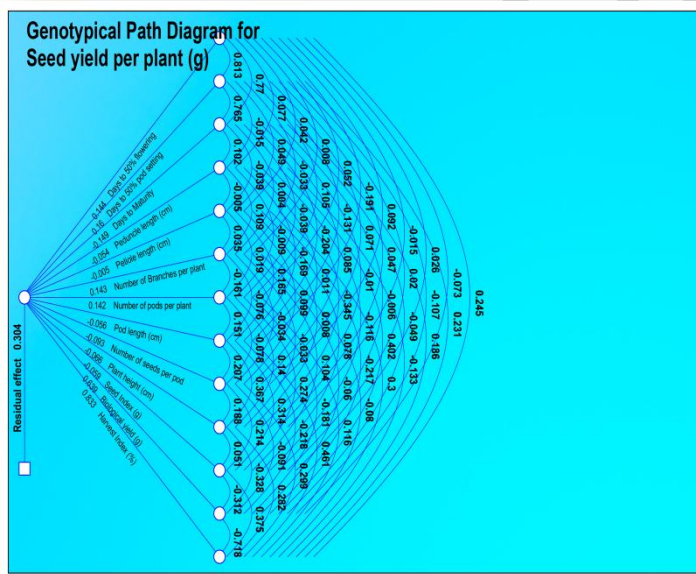 Genotypical Path Diagram for
Seed yield per plant (g)
-0.144 Days to 50% flowering
0.16 Days to 50% pod setting
-0.149 Days to Maturity
-0.054 Peduncle length (cm)
-0.005 Petiole length (cm)
0.143 Number of Branches per plant
0.142 Number of pods per plant
-0.056 Pod length (cm)
-0.093 Number of seeds per pod
-0.066 Plant height (cm)
-0.059 Seed Index (g)
Biological yield (g)
0.833 Harvest Index (%)
Residual effect 0.304
0.813 0.765 0.102 -0.005 0.035 -0.161 0.151 0.207 0.188 0.051 -0.312 -0.718
0.77 -0.015 -0.039 0.109 0.019 -0.076 -0.078 0.367 0.214 -0.328 0.375
0.077 0.049 0.004 -0.009 0.165 -0.034 0.14 0.314 -0.091 0.282
0.042 -0.033 -0.039 -0.169 0.099 -0.033 0.274 -0.218 0.299
0.008 0.105 -0.204 0.011 0.008 0.104 -0.181 0.461
0.052 -0.131 0.085 -0.345 0.078 -0.06 0.116
-0.191 0.071 -0.01 -0.116 -0.217 -0.08
0.092 0.047 -0.006 0.402 0.3
-0.015 0.02 -0.049 -0.133
0.026 -0.107 0.186
-0.073 0.231
0.245